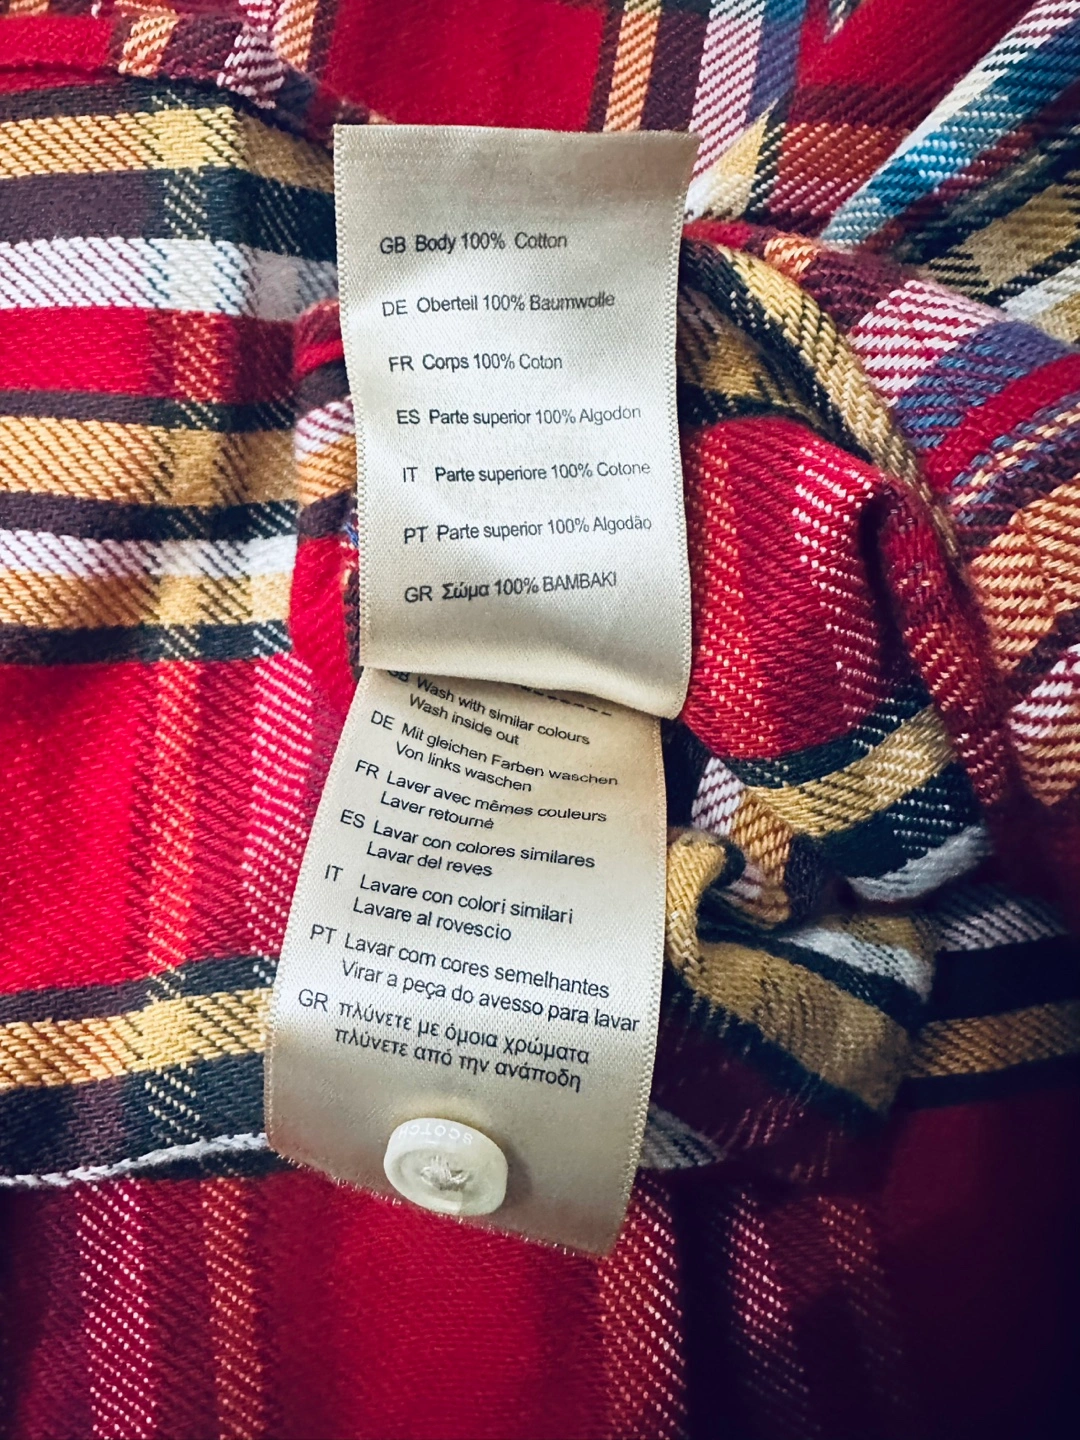 GB Body 100% Cotton
DE Oberteil 100% Baumwolle
FR Corps 100% Coton
ES Parte superior 100% Algodón
IT Parte superiore 100% Cotone
PT Parte superior 100% Algodão
GR Σώμα 100% BAMBAKI
GB Wash with similar colours
Wash inside out
DE Mit gleichen Farben waschen
Von links waschen
FR Laver avec mêmes couleurs
Laver retourné
ES Lavar con colores similares
Lavar del reves
IT Lavare con colori similari
Lavare al rovescio
PT Lavar com cores semelhantes
Virar a peça do avesso para lavar
GR πλύνετε με όμοια χρώματα
πλύνετε από την ανάποδη
SCOTCH